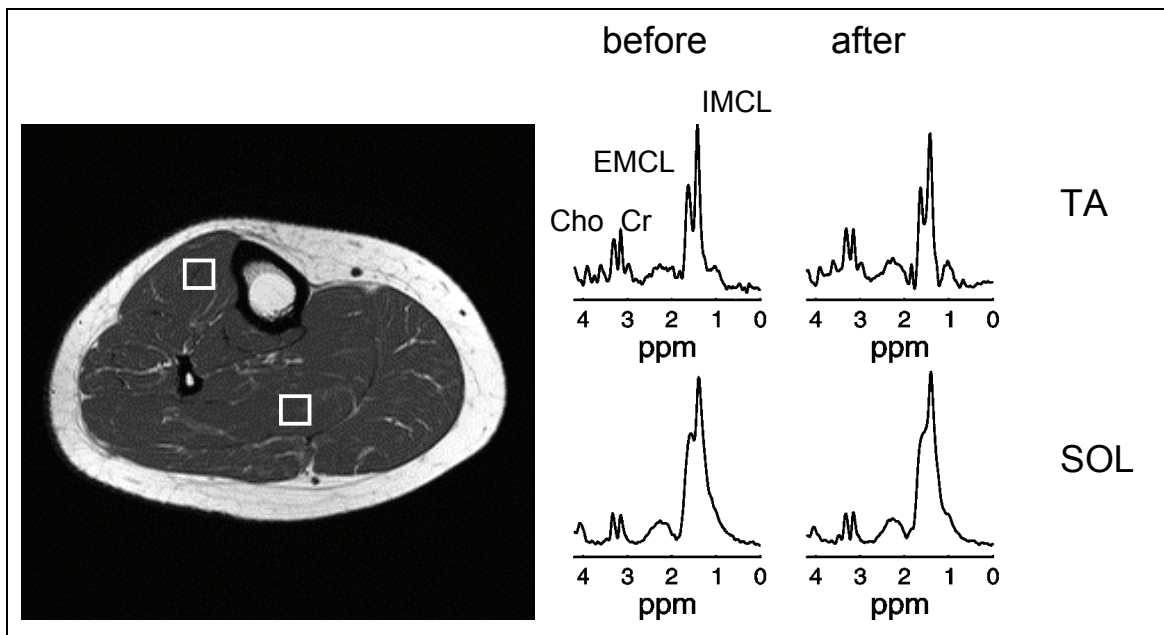 before after
IMCL
EMCL
Cho Cr
TA
4 3 2 1 0 4 3 2 1 0
ppm ppm
SOL
4 3 2 1 0 4 3 2 1 0
ppm ppm